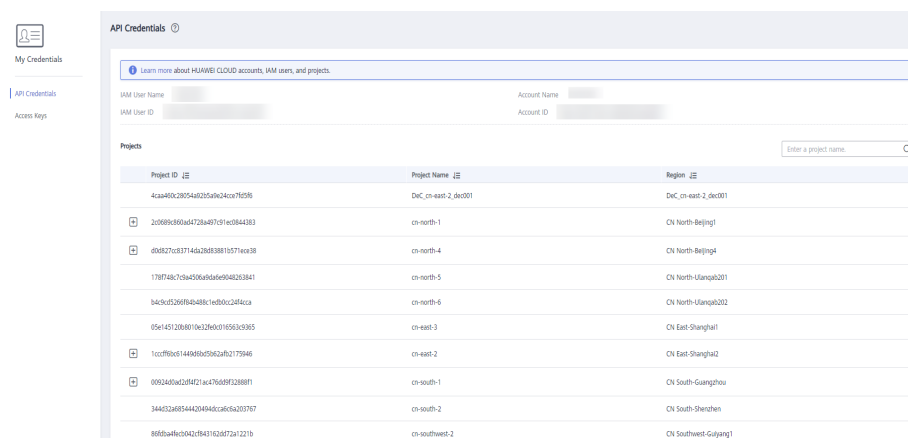 API Credentials
My Credentials
API Credentials
Access Keys
Learn more about HUAWEI CLOUD accounts, IAM users, and projects.
IAM User Name
Account Name
IAM User ID
Account ID
Projects
Enter a project name.
Project ID Project Name Region
4caa460c28054a92b5a9e24cce7fd5f6 DeC_cn-east-2_dec001 DeC_cn-east-2_dec001
2c0689c860ad4728a497c91ec0844383 cn-north-1 CN North-Beijing1
d0d827cc83714da28d83881b571ece38 cn-north-4 CN North-Beijing4
178f748c7c9a4506a9da6e9048263841 cn-north-5 CN North-Ulanqab201
b4c9cd5266f84b488c1edb0cc24f4cca cn-north-6 CN North-Ulanqab202
05e145120b8010e32fe0c016563c9365 cn-east-3 CN East-Shanghai1
1cccff6bc61449d6bd5b62afb2175946 cn-east-2 CN East-Shanghai2
00924d0ad2df4f21ac476dd9f32888f1 cn-south-1 CN South-Guangzhou
344d32a68544420494dcca6c6a203767 cn-south-2 CN South-Shenzhen
86fdba4fecb042cf843162dd72a1221b cn-southwest-2 CN Southwest-Guiyang1